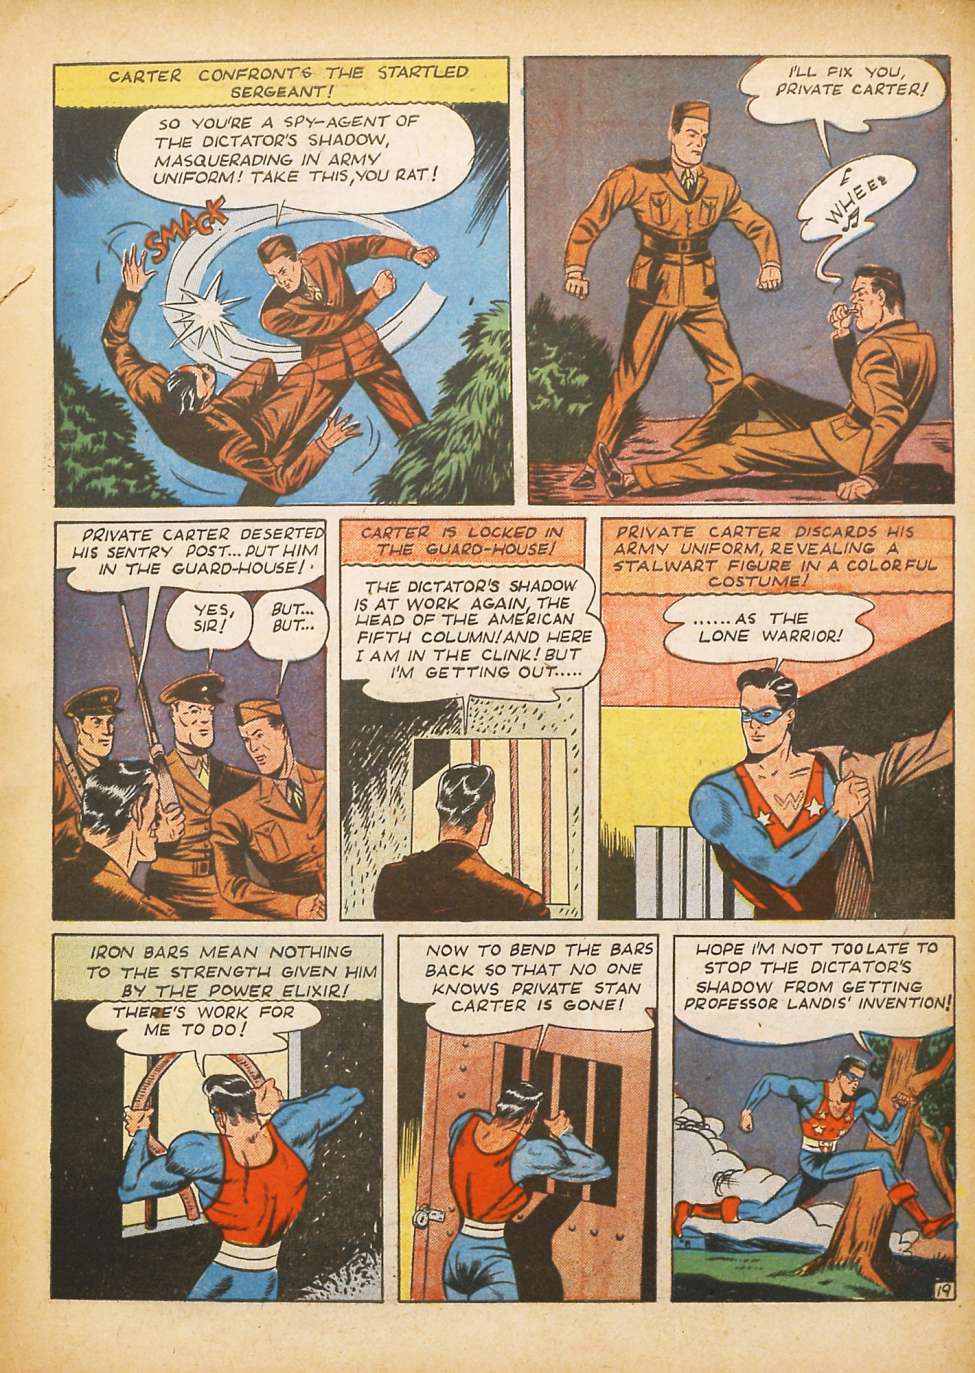 CARTER CONFRONTS THE STARTLED
SERGEANT!
SO YOU'RE A SPY-AGENT OF
THE DICTATOR'S SHADOW,
MASQUERADING IN ARMY
UNIFORM! TAKE THIS, YOU RAT!
SMACK
I'LL FIX YOU,
PRIVATE CARTER!
WHEE
PRIVATE CARTER DESERTED
HIS SENTRY POST... PUT HIM
IN THE GUARD-HOUSE!
YES,
SIR!
BUT...
BUT...
CARTER IS LOCKED IN
THE GUARD-HOUSE!
THE DICTATOR'S SHADOW
IS AT WORK AGAIN, THE
HEAD OF THE AMERICAN
FIFTH COLUMN! AND HERE
I AM IN THE CLINK! BUT
I'M GETTING OUT.....
PRIVATE CARTER DISCARDS HIS
ARMY UNIFORM, REVEALING A
STALWART FIGURE IN A COLORFUL
COSTUME!
......AS THE
LONE WARRIOR!
W
IRON BARS MEAN NOTHING
TO THE STRENGTH GIVEN HIM
BY THE POWER ELIXIR!
THERE'S WORK FOR
ME TO DO!
NOW TO BEND THE BARS
BACK SO THAT NO ONE
KNOWS PRIVATE STAN
CARTER IS GONE!
HOPE I'M NOT TOO LATE TO
STOP THE DICTATOR'S
SHADOW FROM GETTING
PROFESSOR LANDIS' INVENTION!
19